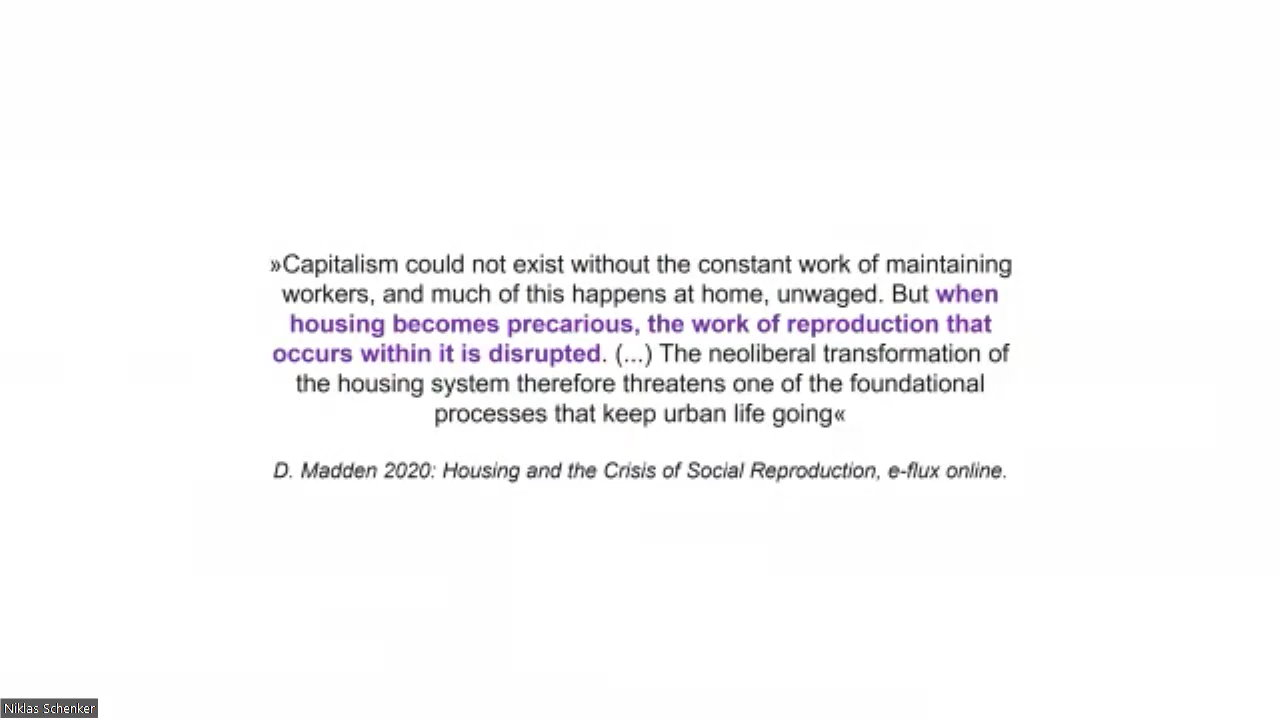 »Capitalism could not exist without the constant work of maintaining
workers, and much of this happens at home, unwaged. But when
housing becomes precarious, the work of reproduction that
occurs within it is disrupted. (...) The neoliberal transformation of
the housing system therefore threatens one of the foundational
processes that keep urban life going«
D. Madden 2020: Housing and the Crisis of Social Reproduction, e-flux online.
Niklas Schenker